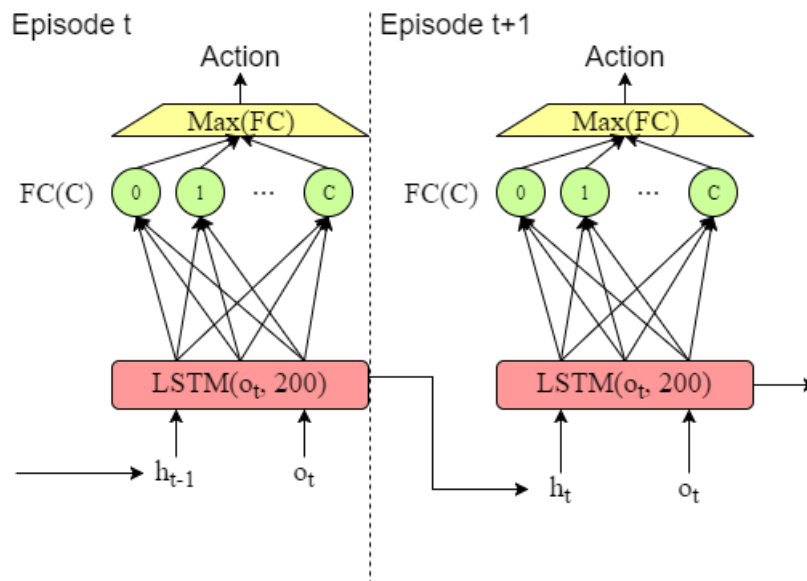 Episode t
Action
Max(FC)
FC(C) 0 1 ... C
LSTM(oₜ, 200)
hₜ₋₁ oₜ
Episode t+1
Action
Max(FC)
FC(C) 0 1 ... C
LSTM(oₜ, 200)
hₜ oₜ